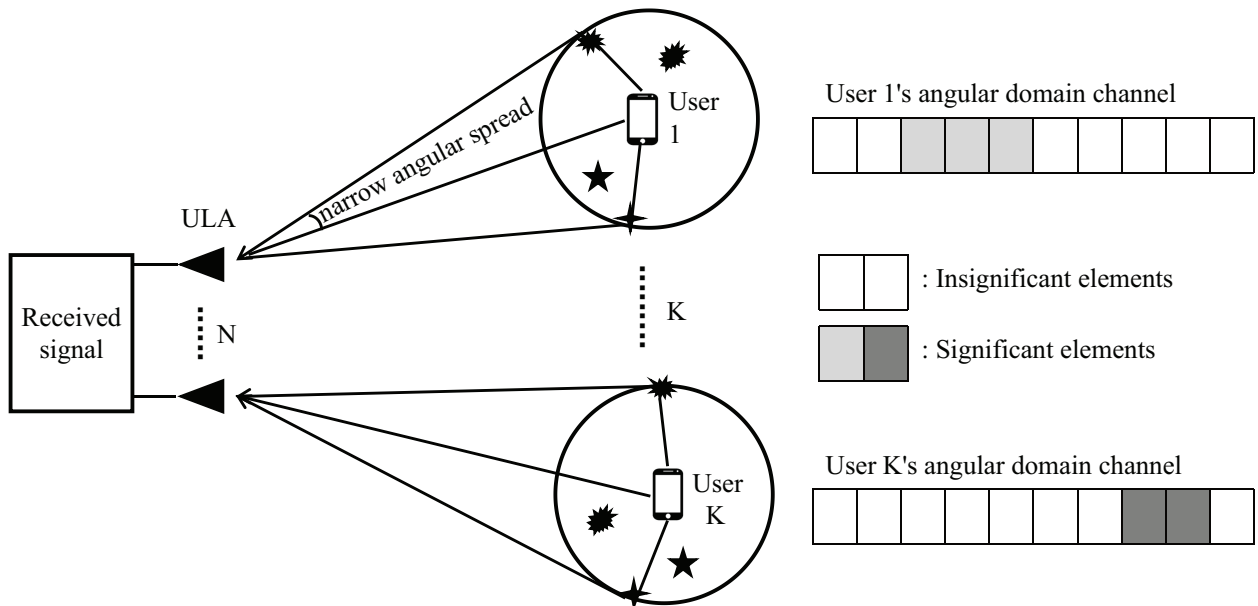 User 1's angular domain channel
User
1
narrow angular spread
ULA
: Insignificant elements
Received
signal
N
K
: Significant elements
User K's angular domain channel
User
K